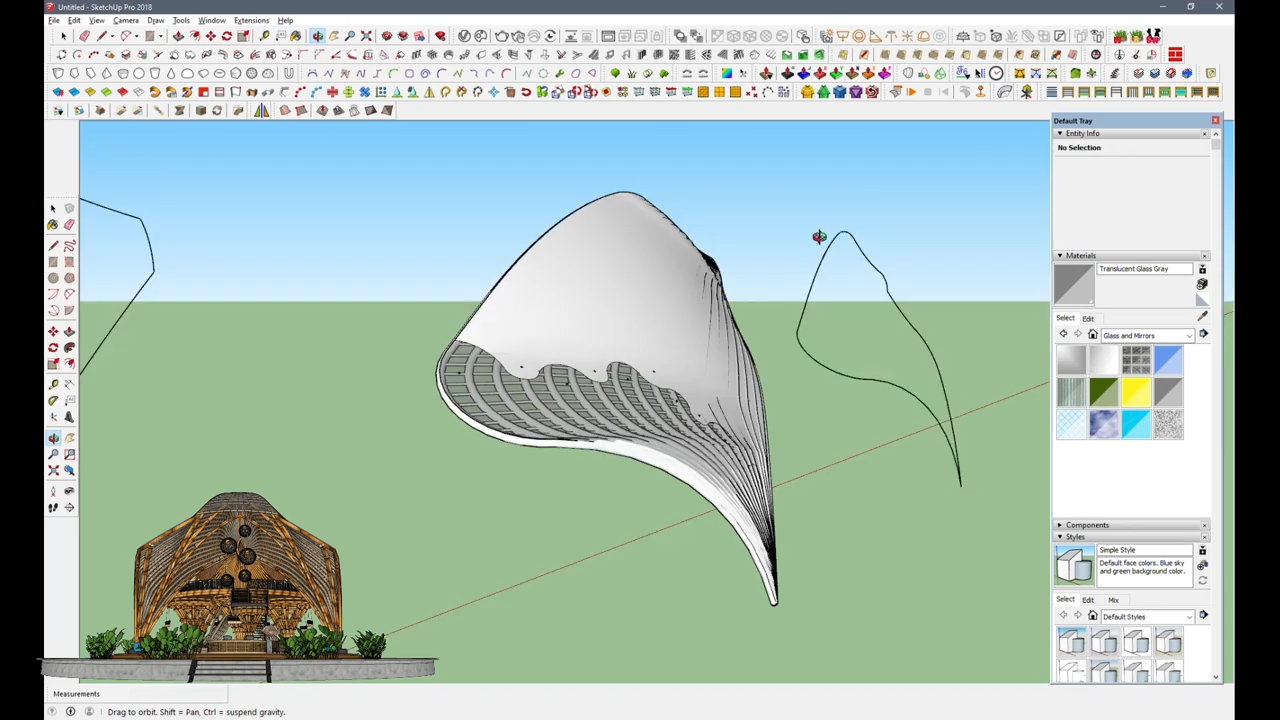 Untitled - SketchUp Pro 2018
File Edit View Camera Draw Tools Window Extensions Help
Default Tray
Entity Info
No Selection
Materials
Translucent Glass Gray
Select Edit
Glass and Mirrors
Components
Styles
Simple Style
Default face colors. Blue sky
and green background color.
Select Edit Mix
Default Styles
Measurements
Drag to orbit. Shift = Pan, Ctrl = suspend gravity.